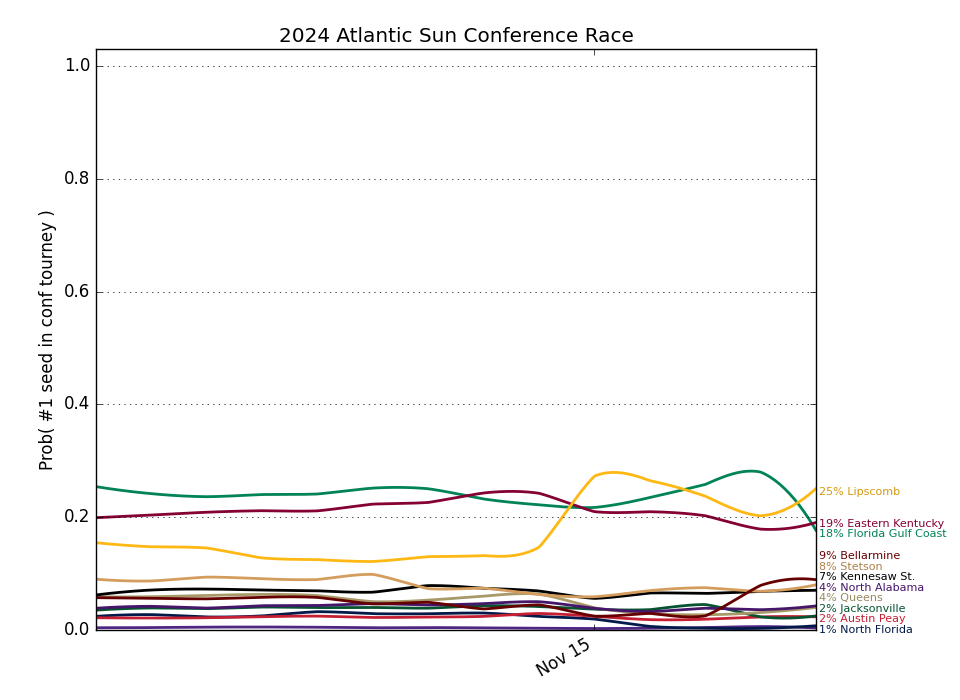 2024 Atlantic Sun Conference Race
Prob( #1 seed in conf tourney )
1.0
0.8
0.6
0.4
0.2
0.0
Nov 15
25% Lipscomb
19% Eastern Kentucky
18% Florida Gulf Coast
9% Bellarmine
8% Stetson
7% Kennesaw St.
4% North Alabama
4% Queens
2% Jacksonville
2% Austin Peay
1% North Florida